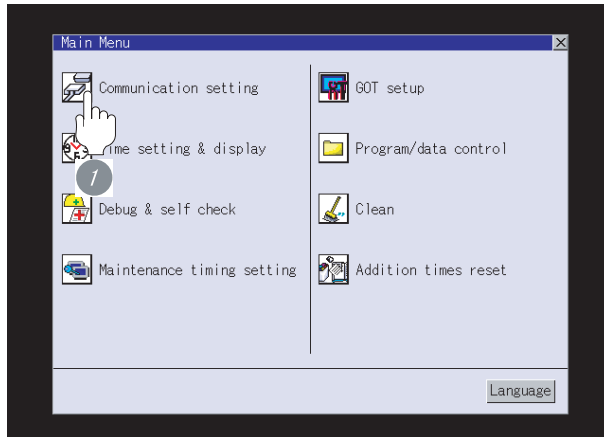 Main Menu
Communication setting
Time setting & display
1
Debug & self check
Maintenance timing setting
GOT setup
Program/data control
Clean
Addition times reset
Language